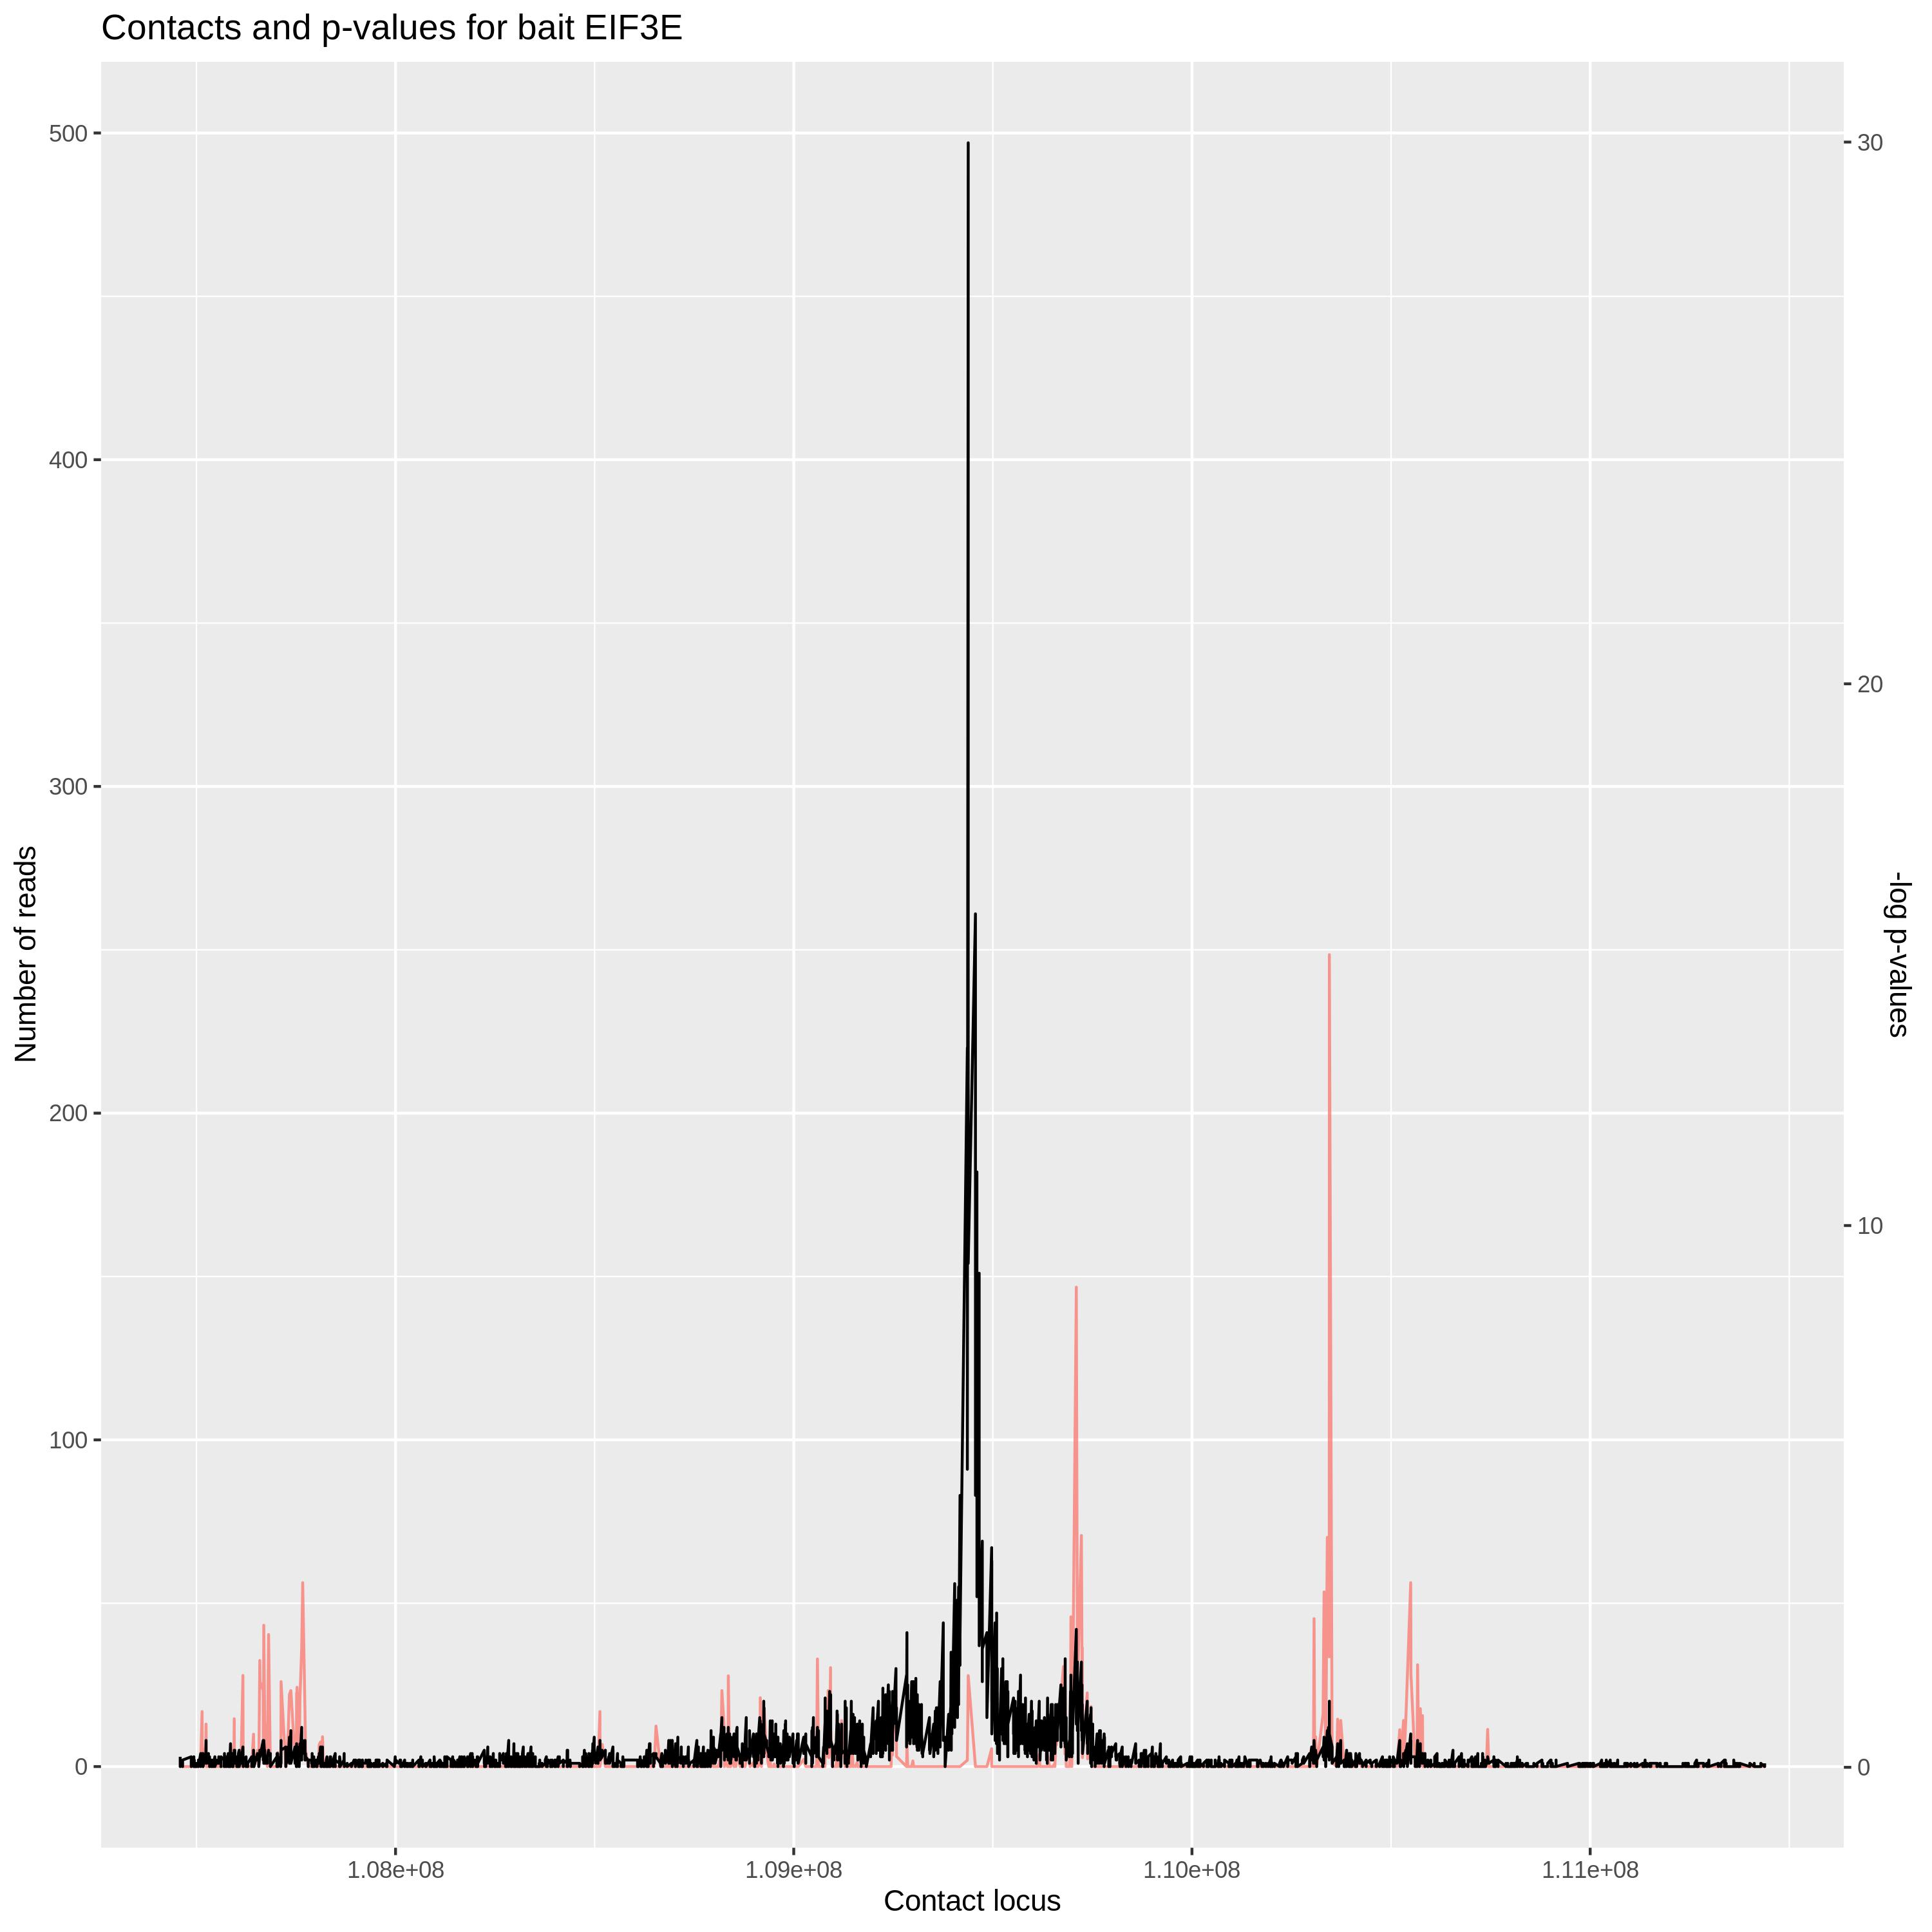 Contacts and p-values for bait EIF3E
500
400
300
200
100
0
Number of reads
30
20
10
0
-log p-values
1.08e+08
1.09e+08
1.10e+08
1.11e+08
Contact locus